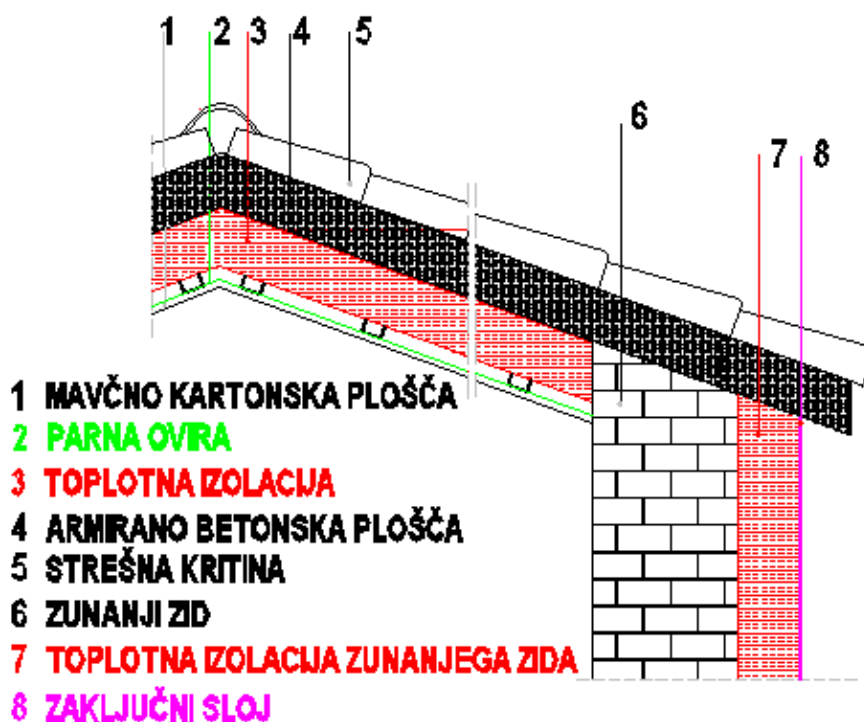 1 2 3 4 5
6
7 8
1 MAVČNO KARTONSKA PLOŠČA
2 PARNA OVIRA
3 TOPLOTNA IZOLACIJA
4 ARMIRANO BETONSKA PLOŠČA
5 STREŠNA KRITINA
6 ZUNANJI ZID
7 TOPLOTNA IZOLACIJA ZUNANJEGA ZIDA
8 ZAKLJUČNI SLOJ